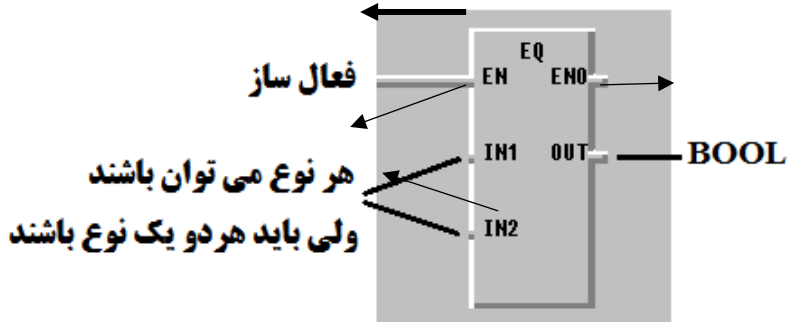 EQ
فعال ساز
EN ENO
هر نوع می توان باشند
IN1 OUT
BOOL
ولی باید هردو یک نوع باشند
IN2